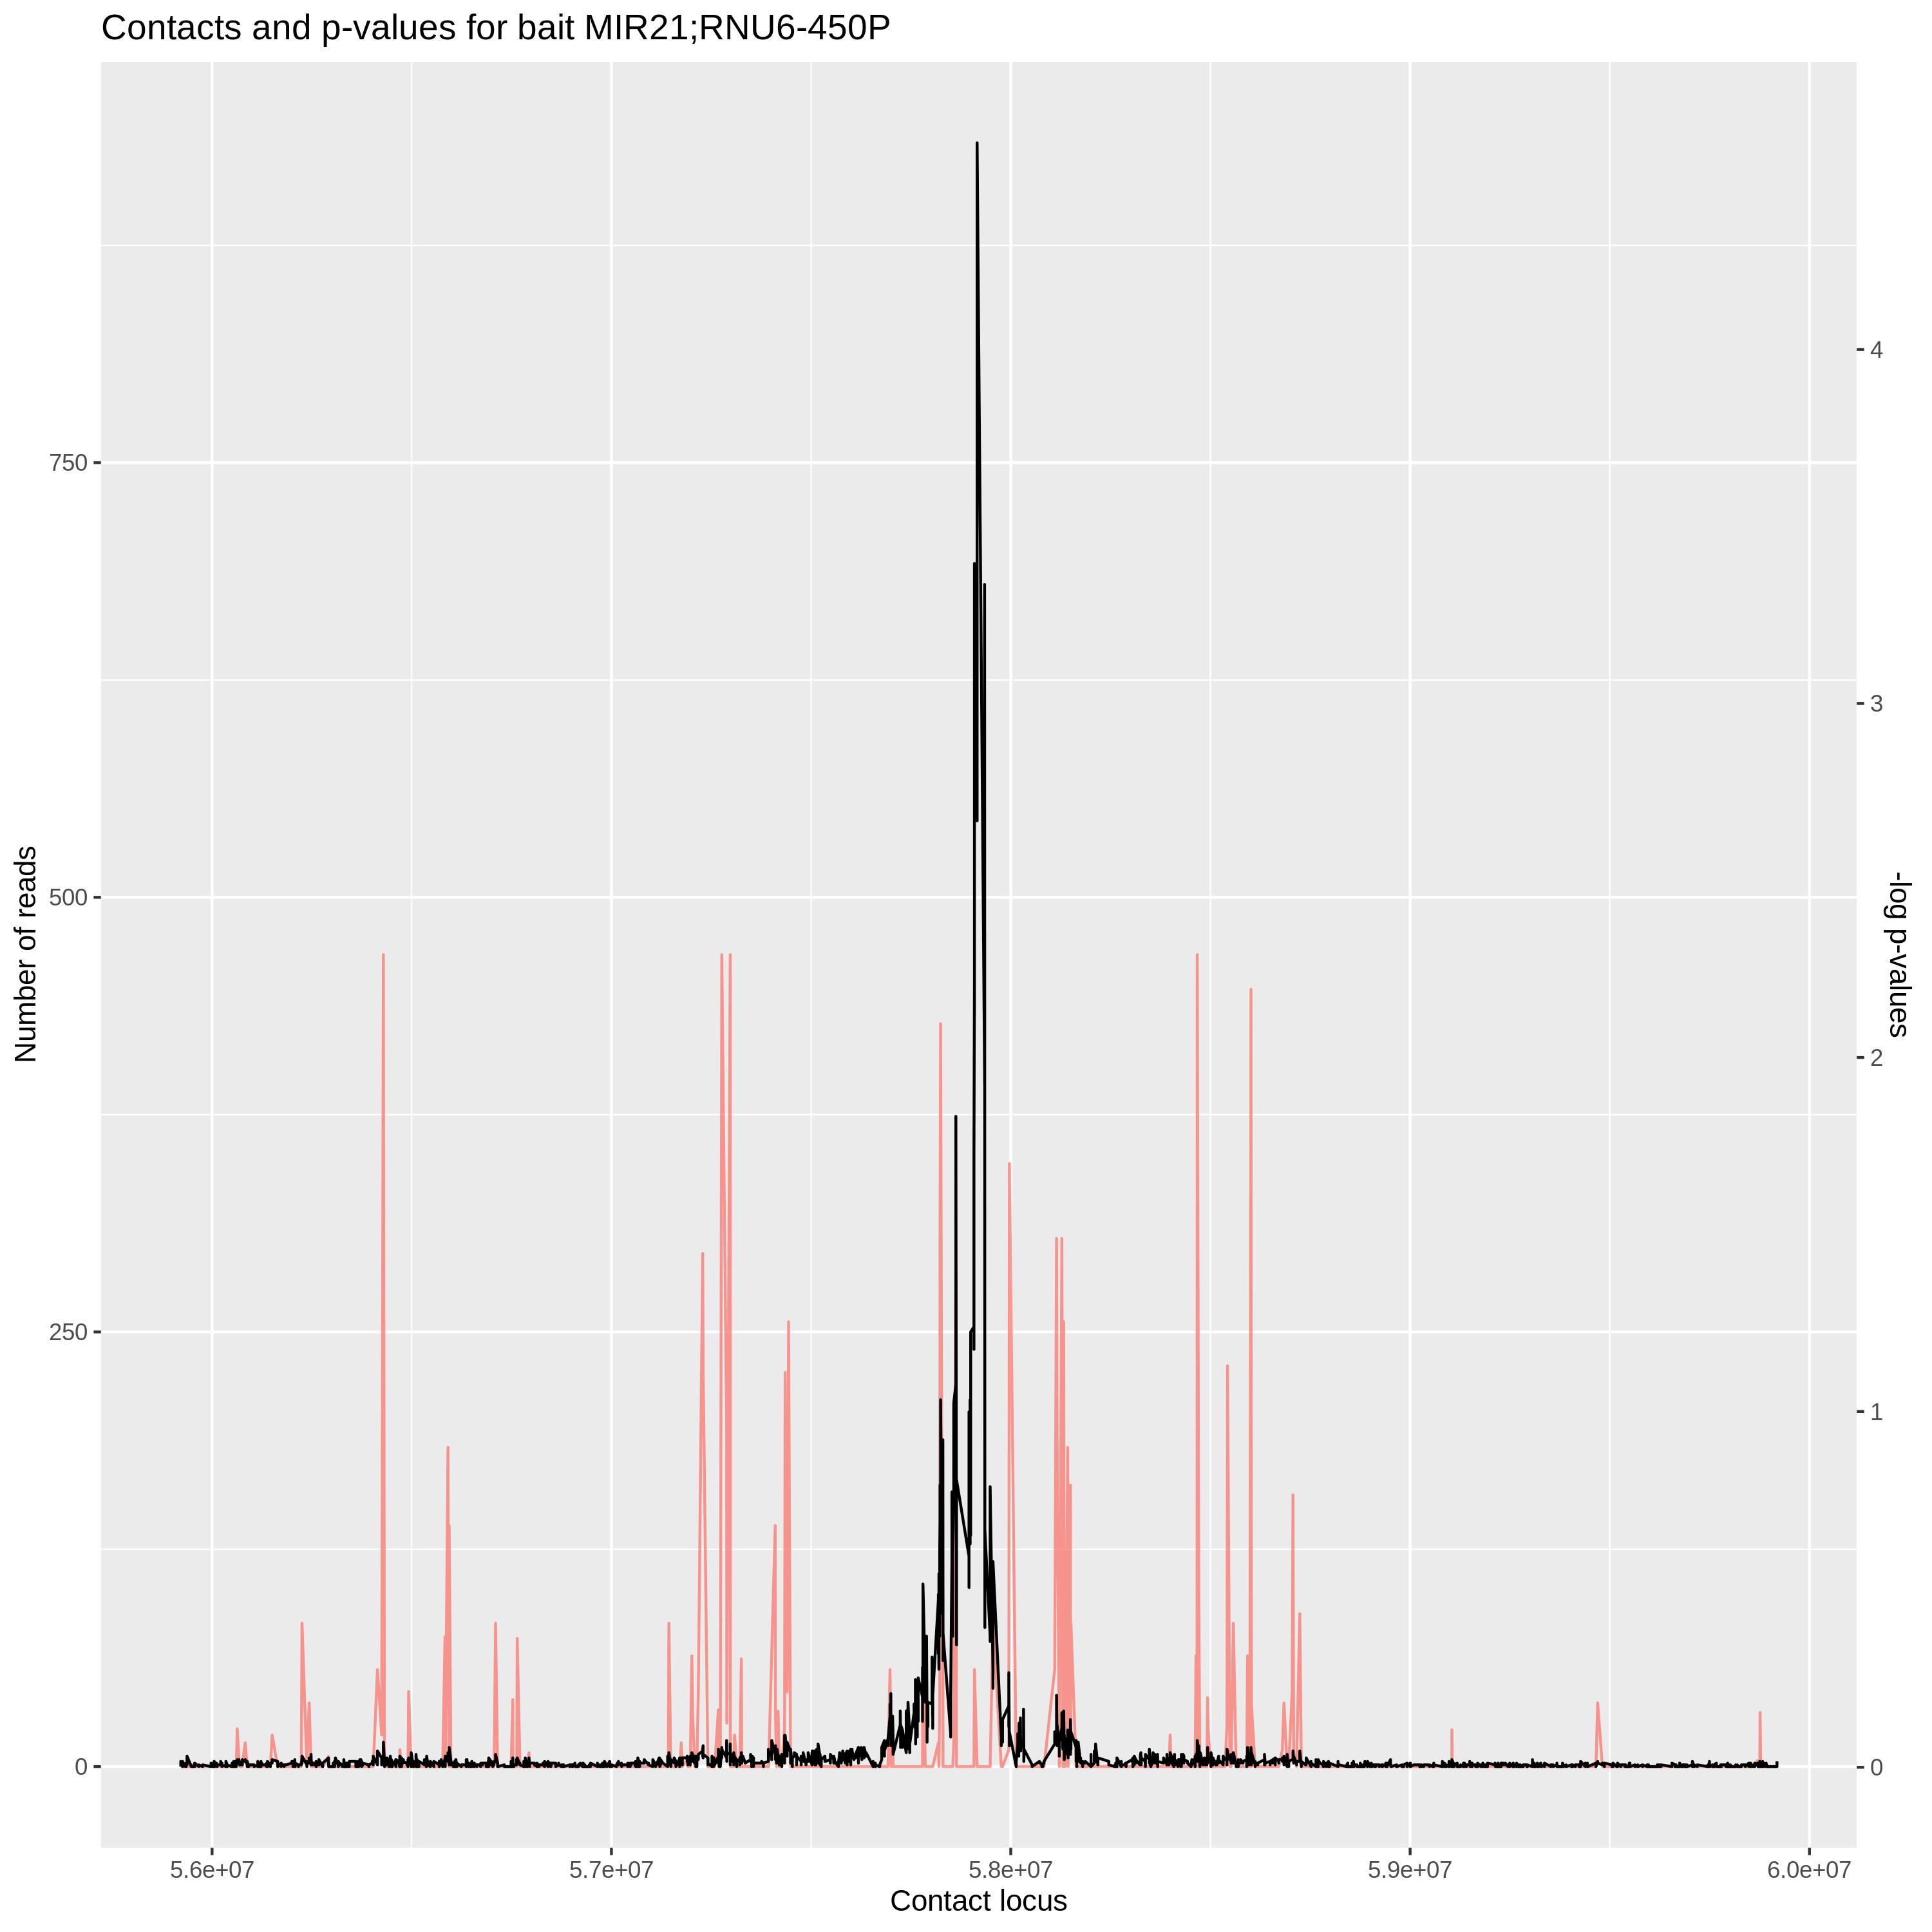 Contacts and p-values for bait MIR21;RNU6-450P
Number of reads
750
500
250
0
4
3
2
1
0
-log p-values
5.6e+07
5.7e+07
5.8e+07
5.9e+07
6.0e+07
Contact locus